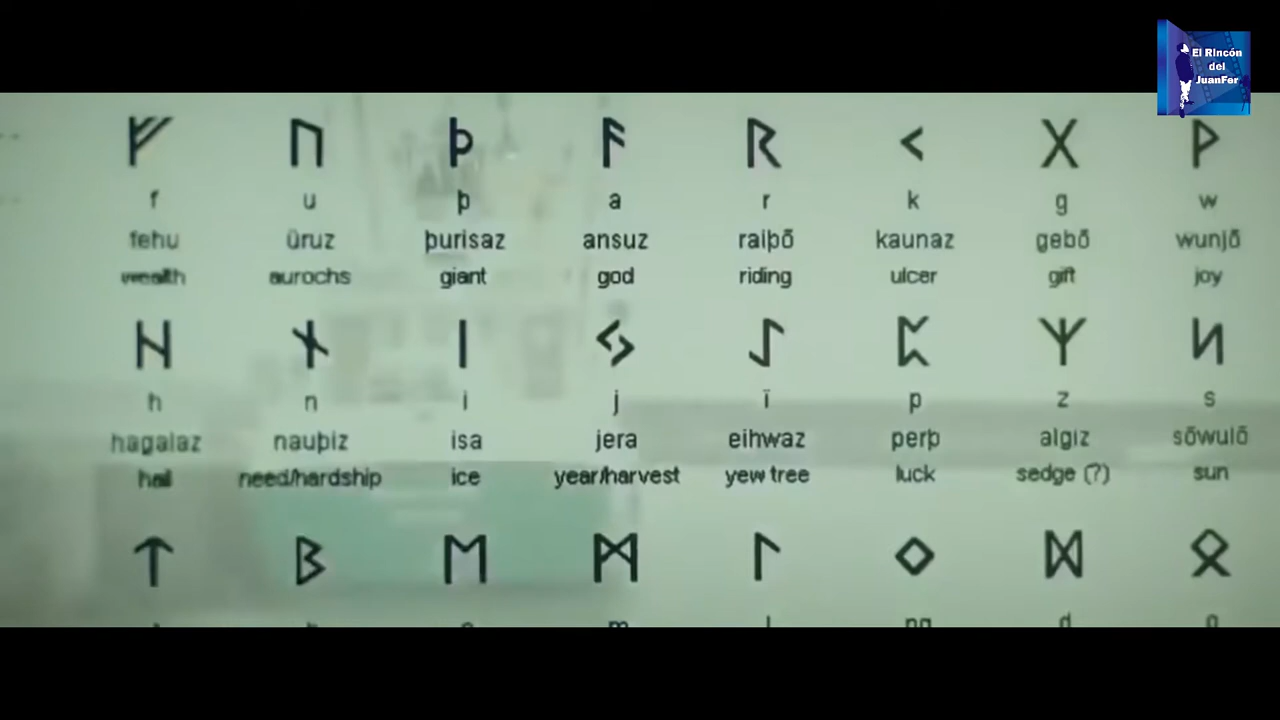 El Rincón
del
JuanFer
ᚠ ᚢ ᚦ ᚨ ᚱ ᚲ ᚷ ᚹ
f u þ a r k g w
fehu ūruz þurisaz ansuz raiþō kaunaz gebō wunjō
wealth aurochs giant god riding ulcer gift joy
ᚺ ᚾ ᛁ ᛃ ᛇ ᛈ ᛉ ᛋ
h n i j ï p z s
hagalaz nauþiz isa jera eihwaz perþ algiz sōwulō
hail need/hardship ice year/harvest yew tree luck sedge (?) sun
ᛏ ᛒ ᛖ ᛗ ᛚ ᛜ ᛞ ᛟ
m l ng d o